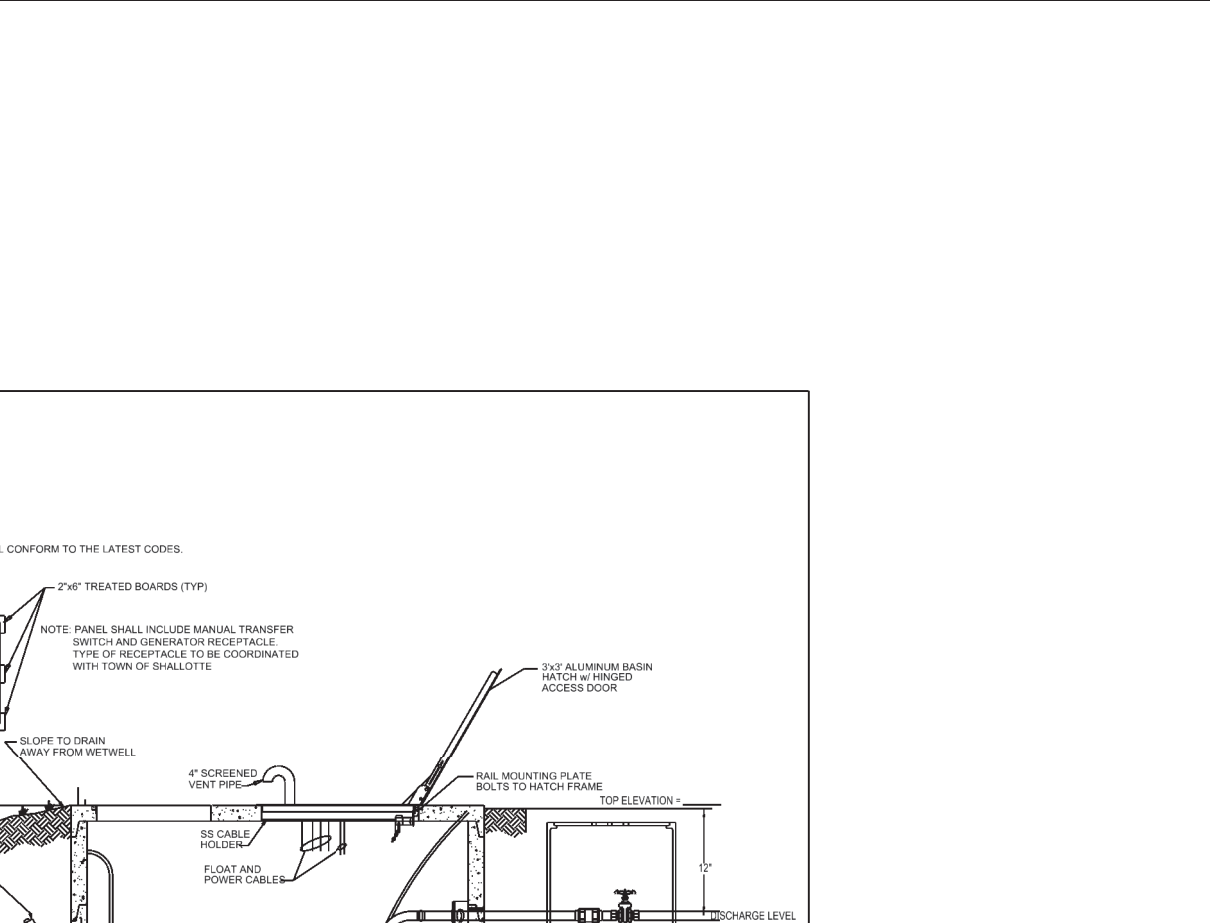 CONFORM TO THE LATEST CODES.
2"x6" TREATED BOARDS (TYP)
NOTE: PANEL SHALL INCLUDE MANUAL TRANSFER
SWITCH AND GENERATOR RECEPTACLE.
TYPE OF RECEPTACLE TO BE COORDINATED
WITH TOWN OF SHALLOTTE
3'x3' ALUMINUM BASIN
HATCH w/ HINGED
ACCESS DOOR
SLOPE TO DRAIN
AWAY FROM WETWELL
4" SCREENED
VENT PIPE
RAIL MOUNTING PLATE
BOLTS TO HATCH FRAME
TOP ELEVATION =
SS CABLE
HOLDER
FLOAT AND
POWER CABLES
12"
DISCHARGE LEVEL